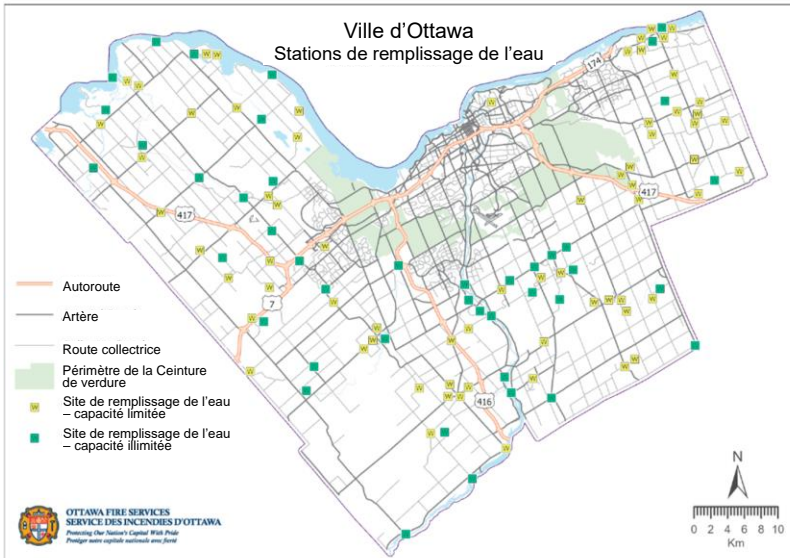 Ville d’Ottawa
Stations de remplissage de l’eau
174
417
417
7
416
Autoroute
Artère
Route collectrice
Périmètre de la Ceinture
de verdure
Site de remplissage de l’eau
– capacité limitée
Site de remplissage de l’eau
– capacité illimitée
OTTAWA FIRE SERVICES
SERVICE DES INCENDIES D’OTTAWA
Protecting Our Nation’s Capital With Pride
Protéger notre capitale nationale avec fierté
N
0 2 4 6 8 10
Km